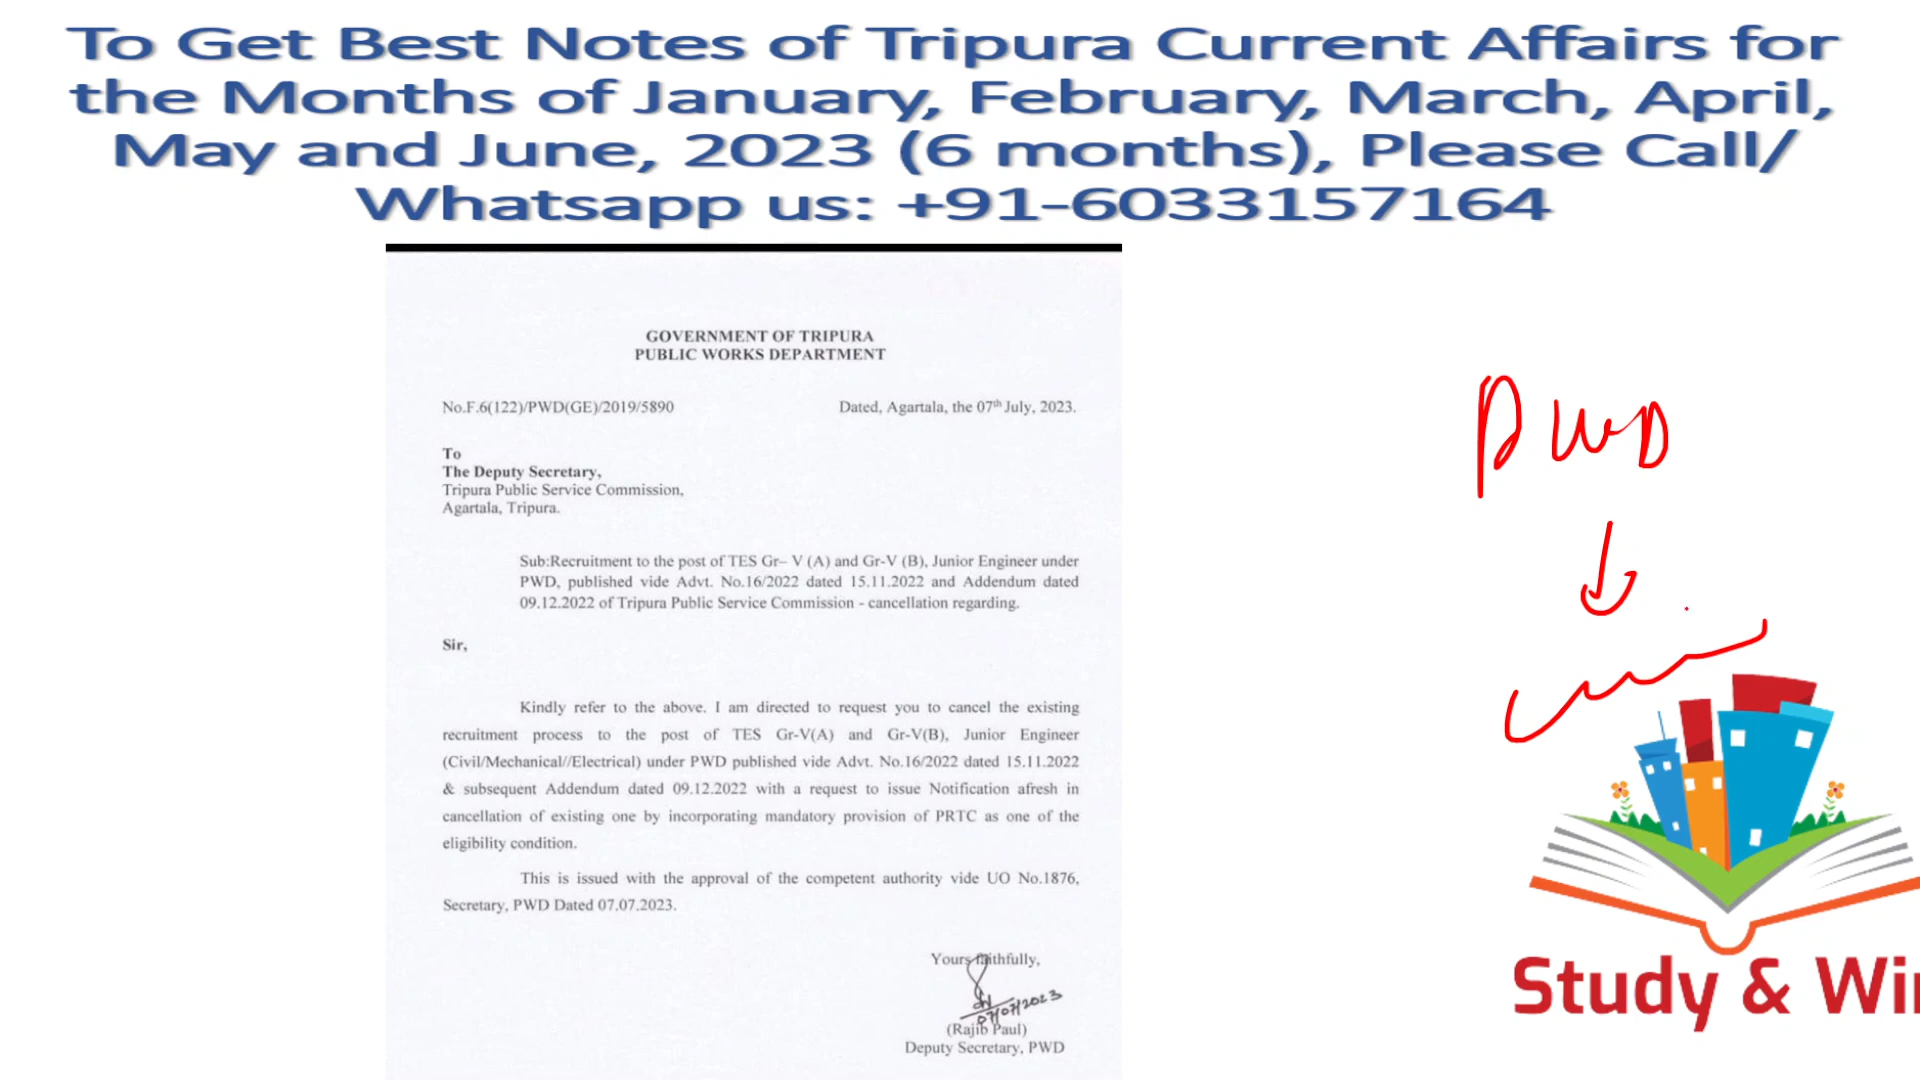 To Get Best Notes of Tripura Current Affairs for
the Months of January, February, March, April,
May and June, 2023 (6 months), Please Call/
Whatsapp us: +91-6033157164
GOVERNMENT OF TRIPURA
PUBLIC WORKS DEPARTMENT
No.F.6(122)/PWD(GE)/2019/5890 Dated, Agartala, the 07th July, 2023.
To
The Deputy Secretary,
Tripura Public Service Commission,
Agartala, Tripura.
Sub:Recruitment to the post of TES Gr– V (A) and Gr-V (B), Junior Engineer under
PWD, published vide Advt. No.16/2022 dated 15.11.2022 and Addendum dated
09.12.2022 of Tripura Public Service Commission - cancellation regarding.
Sir,
Kindly refer to the above. I am directed to request you to cancel the existing
recruitment process to the post of TES Gr-V(A) and Gr-V(B), Junior Engineer
(Civil/Mechanical//Electrical) under PWD published vide Advt. No.16/2022 dated 15.11.2022
& subsequent Addendum dated 09.12.2022 with a request to issue Notification afresh in
cancellation of existing one by incorporating mandatory provision of PRTC as one of the
eligibility condition.
This is issued with the approval of the competent authority vide UO No.1876,
Secretary, PWD Dated 07.07.2023.
Yours faithfully,
07/07/2023
(Rajib Paul)
Deputy Secretary, PWD
PWD
Study & Win